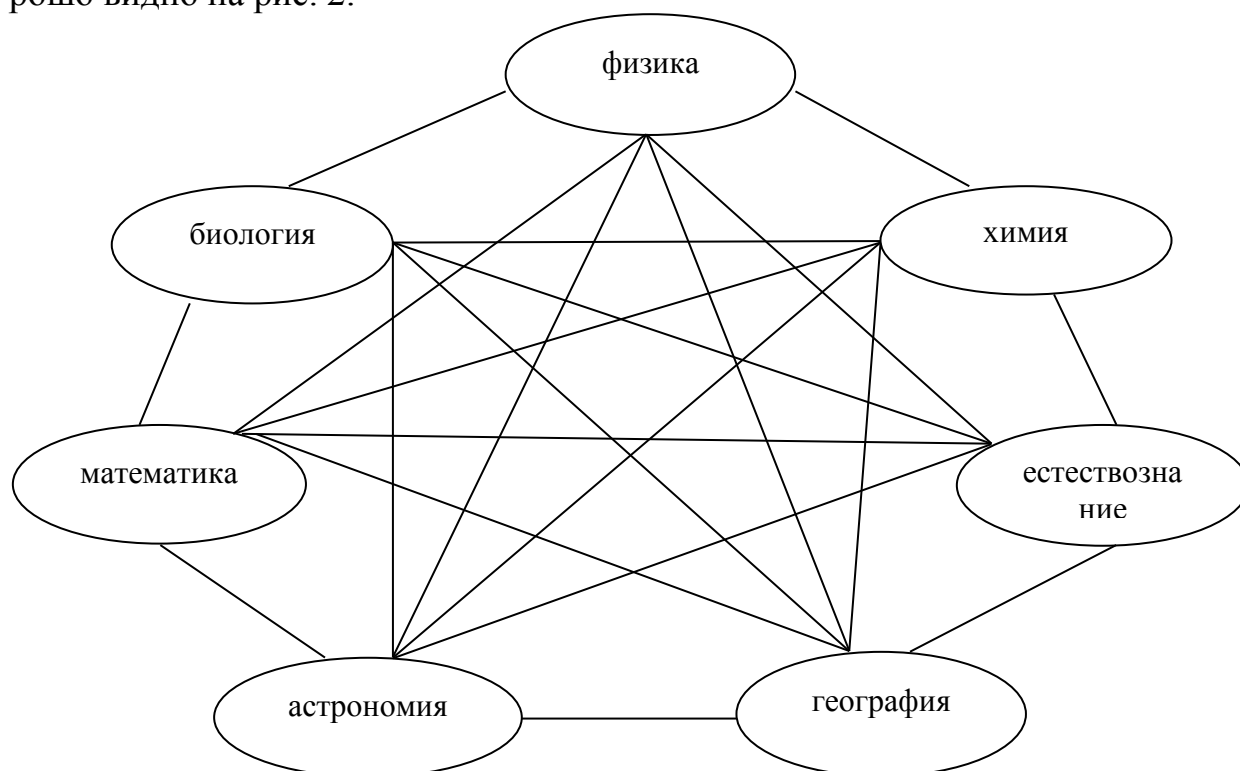 рошо видно на рис. 2.
физика
биология
химия
математика
естествозна
ние
астрономия
география